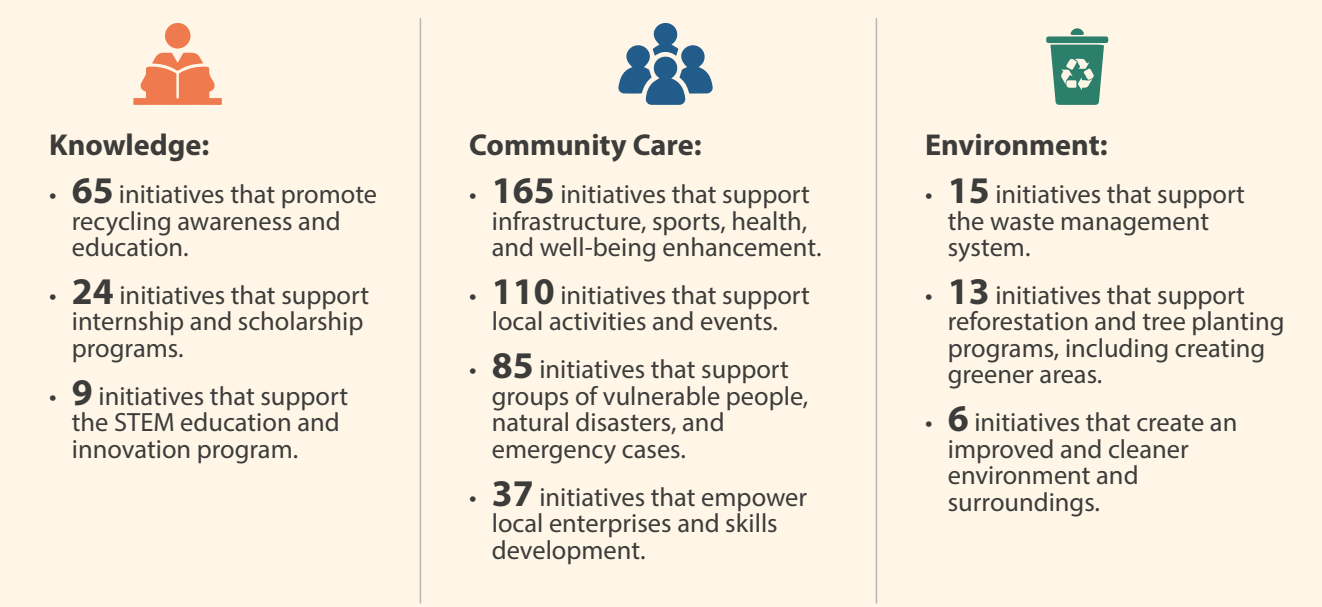 Knowledge:
• 65 initiatives that promote
recycling awareness and
education.
• 24 initiatives that support
internship and scholarship
programs.
• 9 initiatives that support
the STEM education and
innovation program.
Community Care:
• 165 initiatives that support
infrastructure, sports, health,
and well-being enhancement.
• 110 initiatives that support
local activities and events.
• 85 initiatives that support
groups of vulnerable people,
natural disasters, and
emergency cases.
• 37 initiatives that empower
local enterprises and skills
development.
Environment:
• 15 initiatives that support
the waste management
system.
• 13 initiatives that support
reforestation and tree planting
programs, including creating
greener areas.
• 6 initiatives that create an
improved and cleaner
environment and
surroundings.